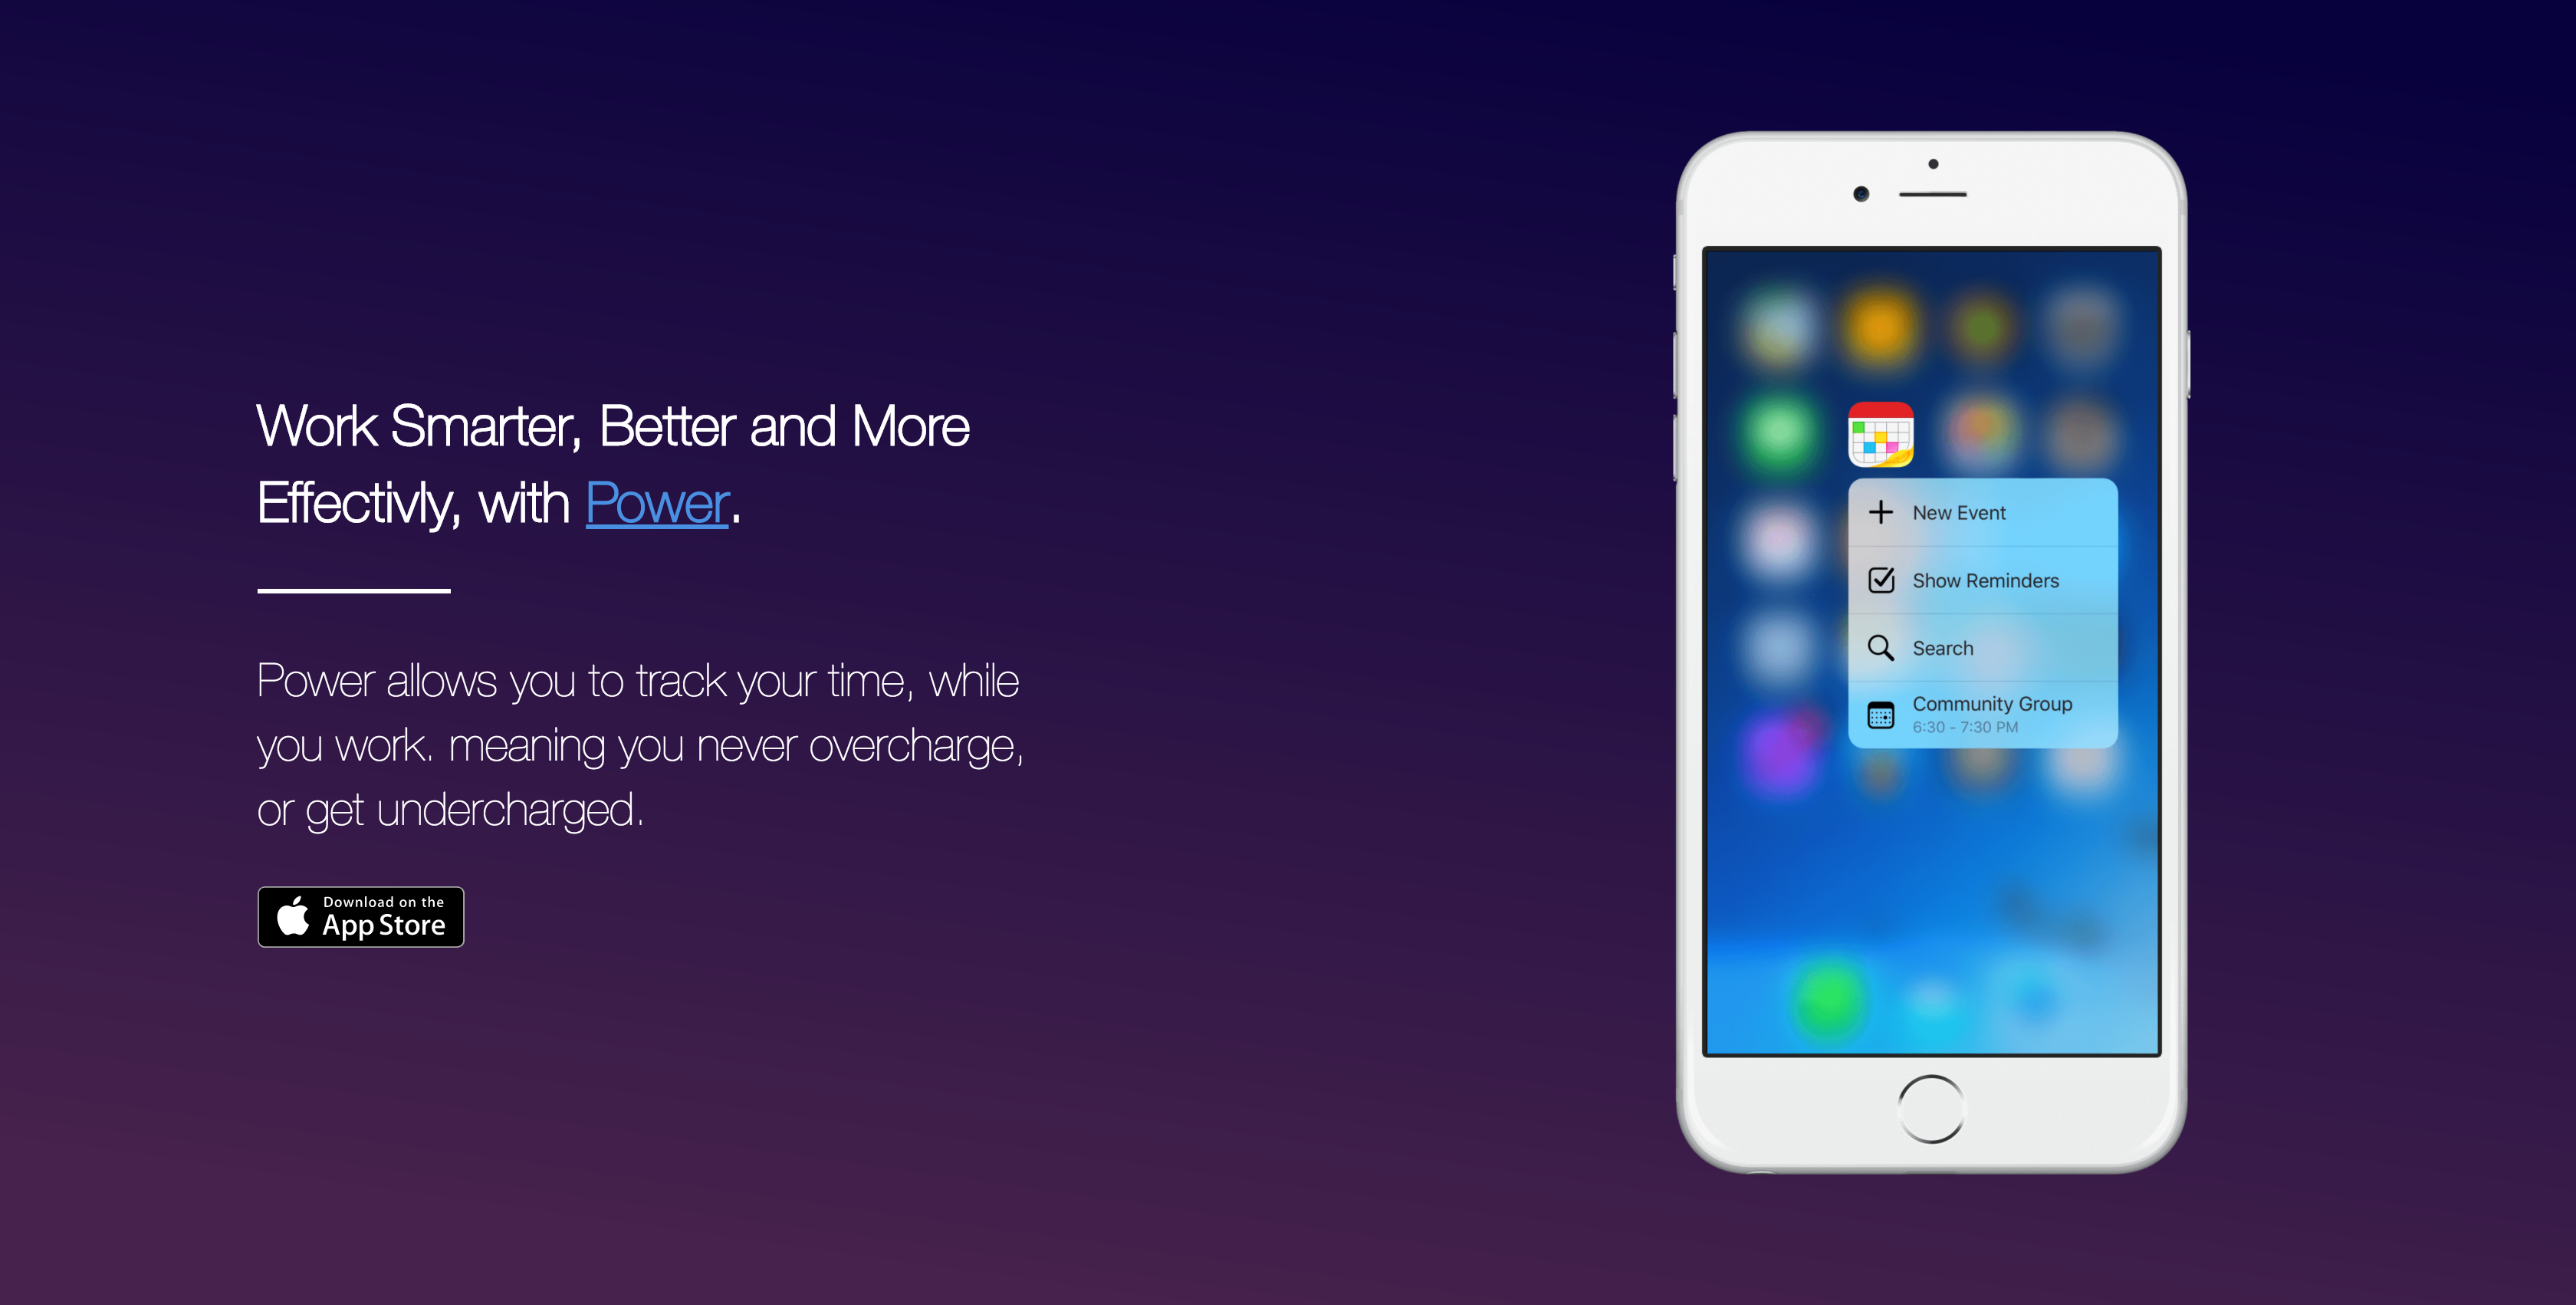 Work Smarter, Better and More
Effectivly, with Power.
Power allows you to track your time, while
you work. meaning you never overcharge,
or get undercharged.
Download on the
App Store
New Event
Show Reminders
Search
Community Group
6:30 - 7:30 PM